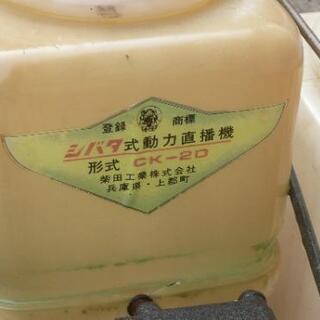 登録 商標
シバタ式動力直播機
形式 CK-20
柴田工業株式会社
兵庫県・上郡町